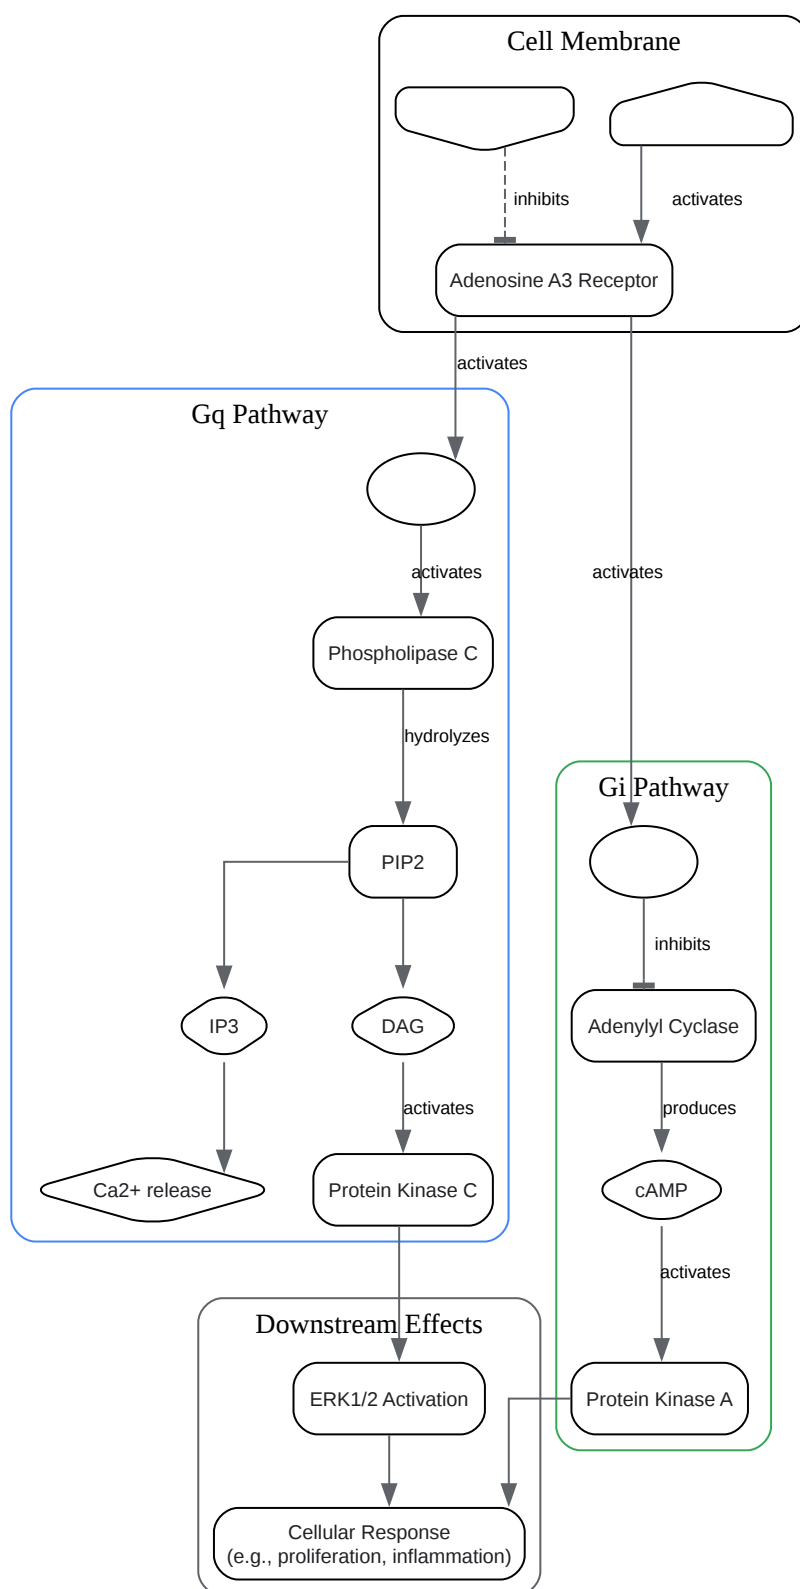 Cell Membrane
inhibits
activates
Adenosine A3 Receptor
activates
Gq Pathway
activates
activates
Phospholipase C
hydrolyzes
Gi Pathway
PIP2
inhibits
IP3
DAG
Adenylyl Cyclase
activates
produces
Ca2+ release
Protein Kinase C
cAMP
activates
Downstream Effects
ERK1/2 Activation
Protein Kinase A
Cellular Response
(e.g., proliferation, inflammation)